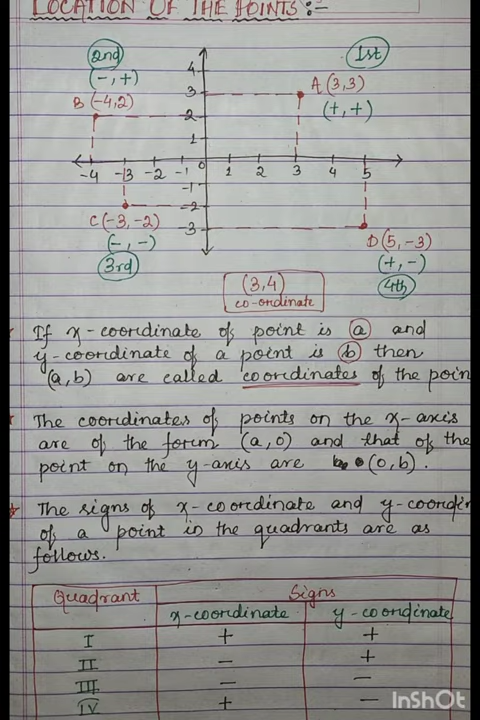 LOCATION OF THE POINTS:-
2nd
1st
(-, +)
A (3,3)
(+, +)
B (-4,2)
4
3
2
1
0
-4 -3 -2 -1 1 2 3 4 5
-1
-2
-3
C (-3, -2)
(-, -)
3rd
D (5, -3)
(+, -)
4th
(3,4)
co-ordinate
If x-coordinate of point is a and
y-coordinate of a point is b then
(a,b) are called coordinates of the poin
The coordinates of points on the x-axis
are of the form (a,0) and that of the
point on the y-axis are (0,b).
The signs of x-coordinate and y-coordin
of a point in the quadrants are as
follows.
Quadrant Signs
x-coordinate y-coordinate
I + +
II - +
III - -
IV + -
InShOt